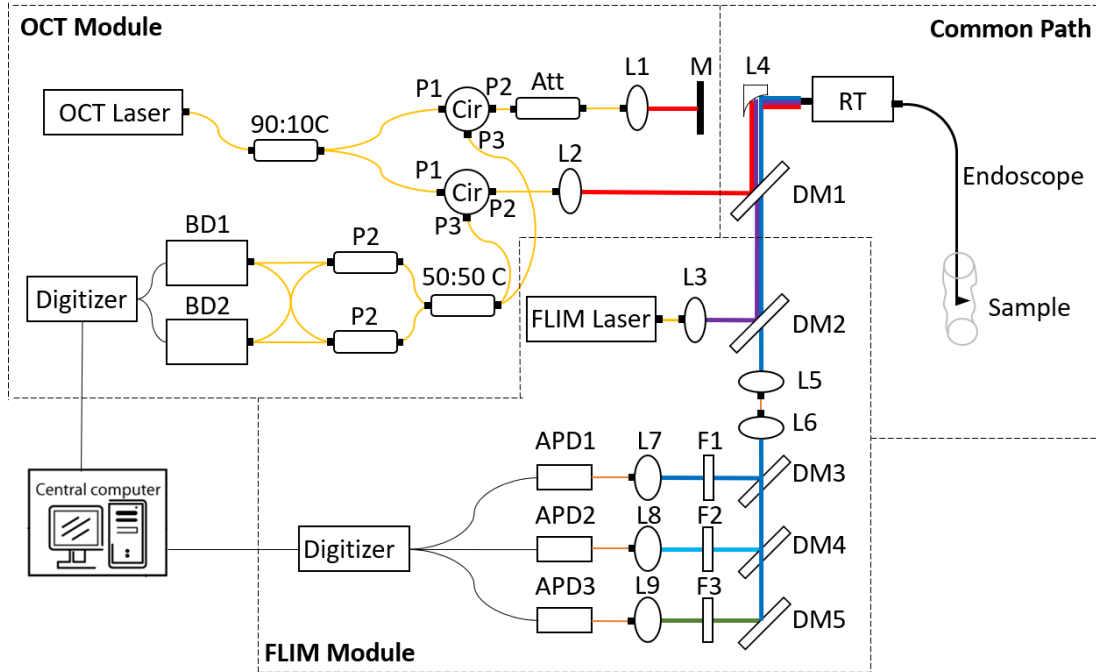 OCT Module
Common Path
OCT Laser
90:10C
P1
Cir
P2
P3
Att
L1
M
L4
RT
P1
Cir
P2
P3
L2
DM1
Endoscope
BD1
P2
50:50 C
Digitizer
BD2
P2
FLIM Laser
L3
DM2
Sample
L5
L6
APD1
L7
F1
DM3
Central computer
APD2
L8
F2
DM4
Digitizer
APD3
L9
F3
DM5
FLIM Module